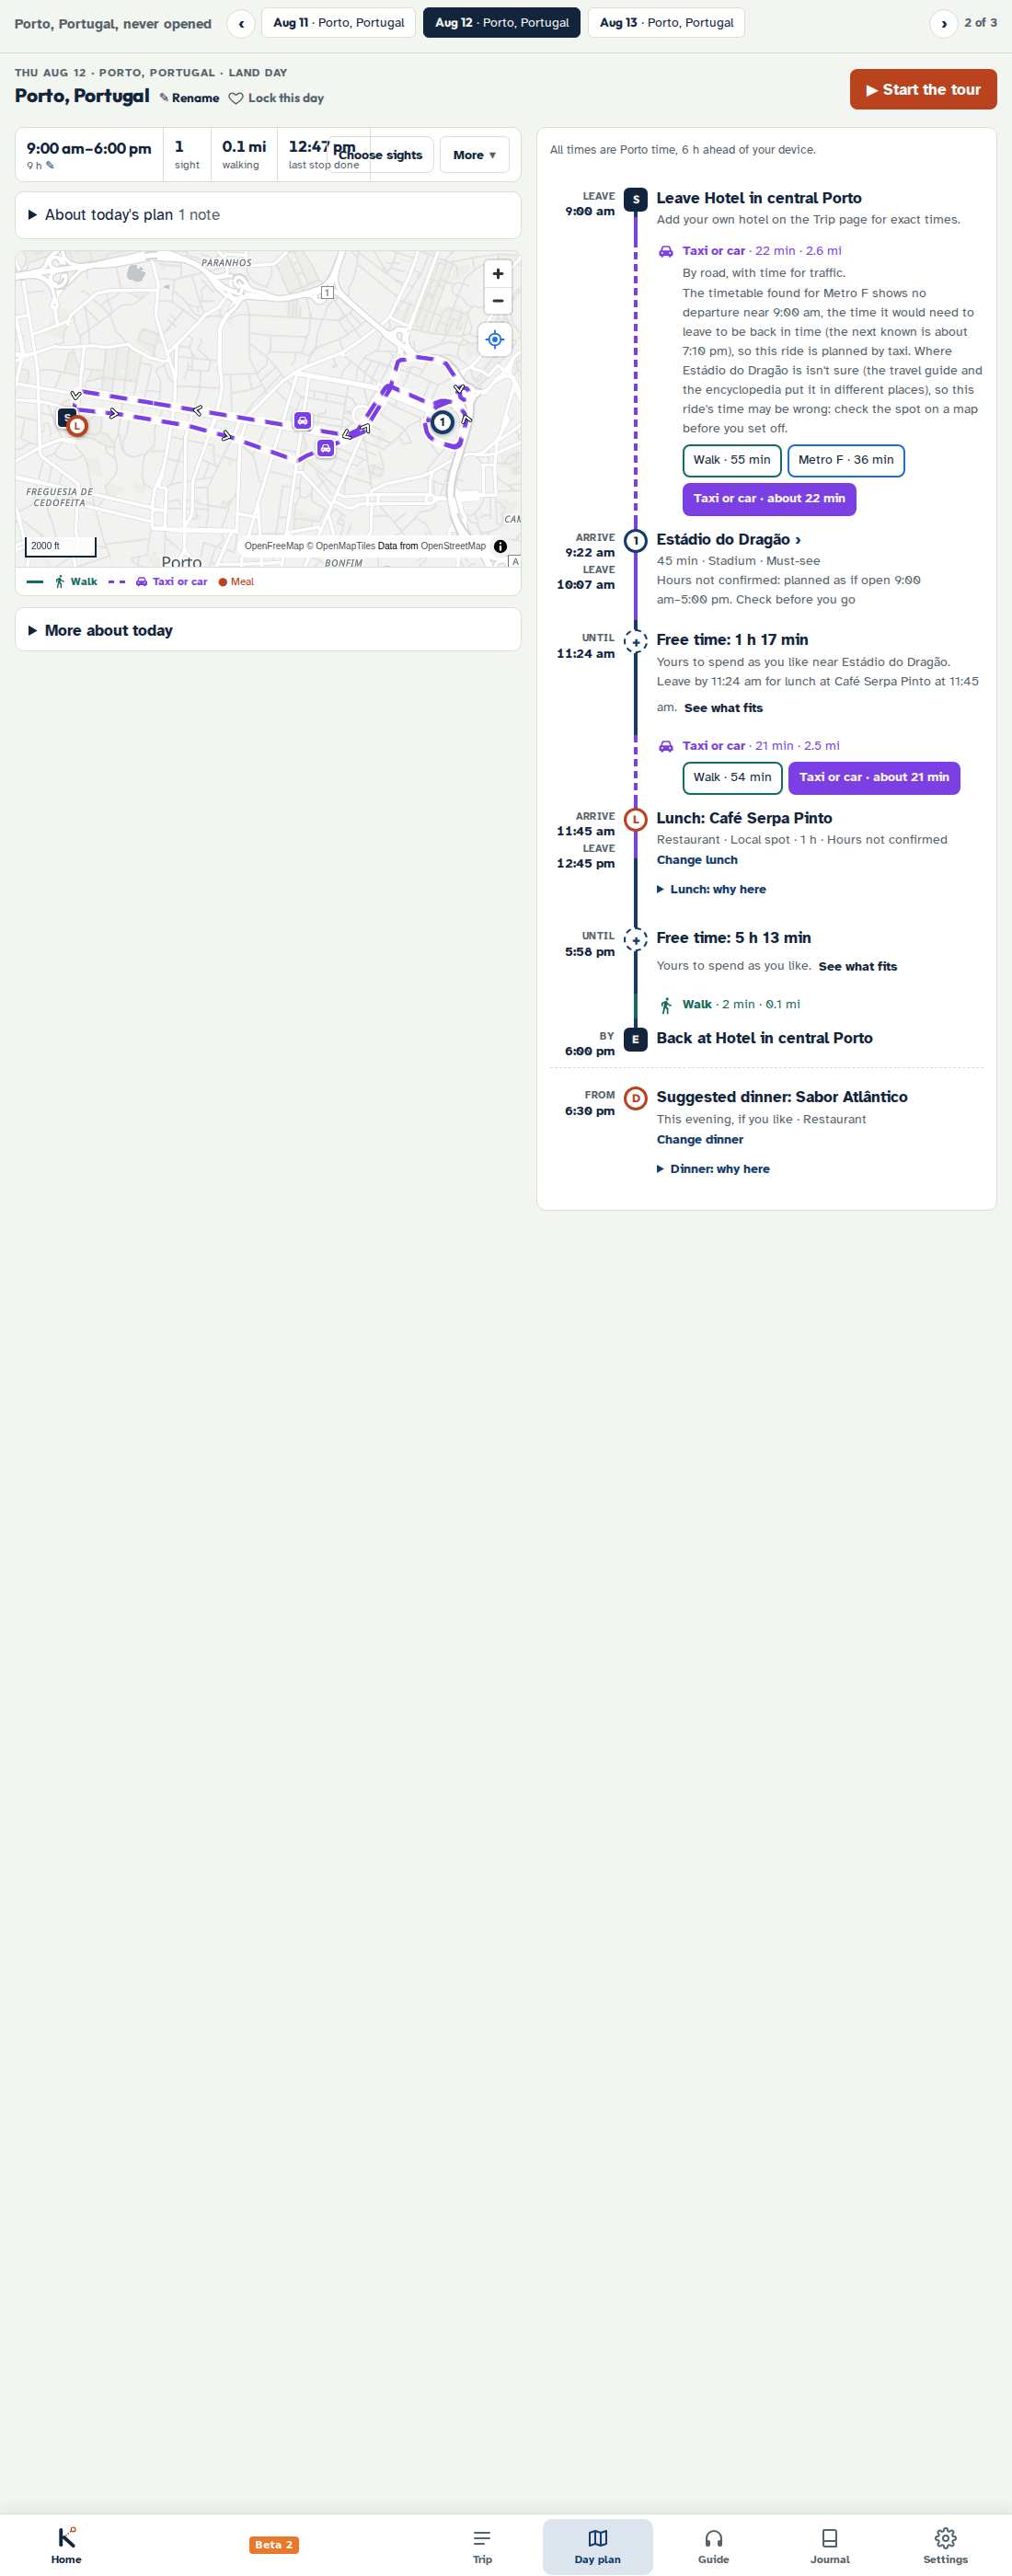 Porto, Portugal, never opened
‹
Aug 11 · Porto, Portugal
Aug 12 · Porto, Portugal
Aug 13 · Porto, Portugal
›
2 of 3
THU AUG 12 · PORTO, PORTUGAL · LAND DAY
Porto, Portugal
✎ Rename
Lock this day
▶ Start the tour
9:00 am–6:00 pm
9 h ✎
1
sight
0.1 mi
walking
12:47 pm
last stop done
Choose sights
More ▼
▶ About today's plan 1 note
PARANHOS
1
+
−
S
L
1
FREGUESIA DE
CEDOFEITA
2000 ft
Porto
BONFIM
CAM
A
OpenFreeMap © OpenMapTiles Data from OpenStreetMap
Walk
Taxi or car
Meal
▶ More about today
All times are Porto time, 6 h ahead of your device.
LEAVE
9:00 am
S
Leave Hotel in central Porto
Add your own hotel on the Trip page for exact times.
Taxi or car · 22 min · 2.6 mi
By road, with time for traffic.
The timetable found for Metro F shows no
departure near 9:00 am, the time it would need to
leave to be back in time (the next known is about
7:10 pm), so this ride is planned by taxi. Where
Estádio do Dragão is isn't sure (the travel guide and
the encyclopedia put it in different places), so this
ride's time may be wrong: check the spot on a map
before you set off.
Walk · 55 min
Metro F · 36 min
Taxi or car · about 22 min
ARRIVE
9:22 am
LEAVE
10:07 am
1
Estádio do Dragão ›
45 min · Stadium · Must-see
Hours not confirmed: planned as if open 9:00
am–5:00 pm. Check before you go
UNTIL
11:24 am
+
Free time: 1 h 17 min
Yours to spend as you like near Estádio do Dragão.
Leave by 11:24 am for lunch at Café Serpa Pinto at 11:45
am. See what fits
Taxi or car · 21 min · 2.5 mi
Walk · 54 min
Taxi or car · about 21 min
ARRIVE
11:45 am
LEAVE
12:45 pm
L
Lunch: Café Serpa Pinto
Restaurant · Local spot · 1 h · Hours not confirmed
Change lunch
▶ Lunch: why here
UNTIL
5:58 pm
+
Free time: 5 h 13 min
Yours to spend as you like. See what fits
Walk · 2 min · 0.1 mi
BY
6:00 pm
E
Back at Hotel in central Porto
FROM
6:30 pm
D
Suggested dinner: Sabor Atlântico
This evening, if you like · Restaurant
Change dinner
▶ Dinner: why here
Home
Beta 2
Trip
Day plan
Guide
Journal
Settings